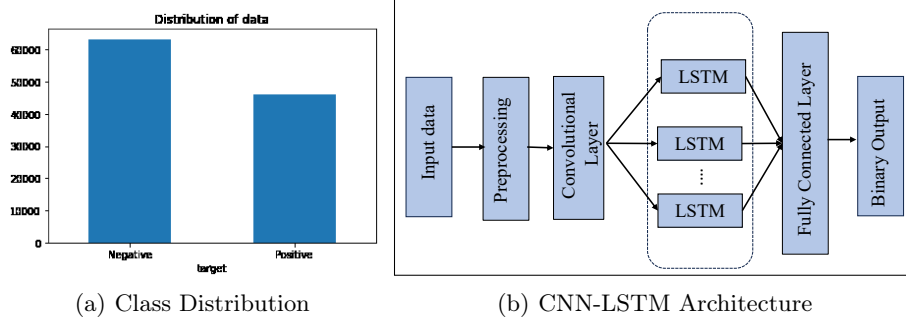 Distribution of data
60000
50000
40000
30000
20000
10000
0
Negative
Positive
target
(a) Class Distribution
Input data
Preprocessing
Convolutional
Layer
LSTM
LSTM
...
LSTM
Fully Connected Layer
Binary Output
(b) CNN-LSTM Architecture